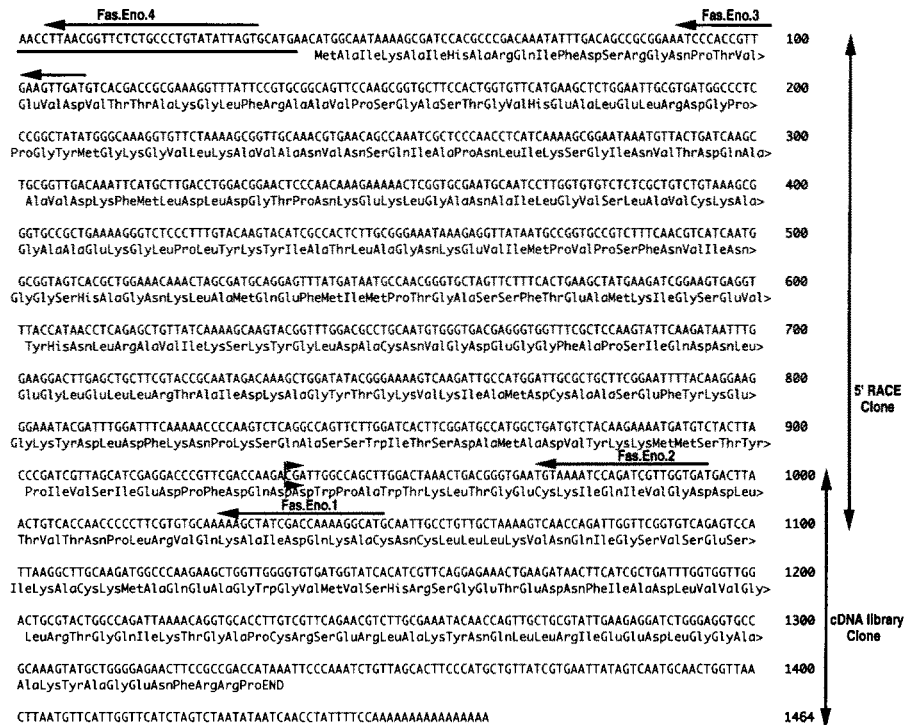 Fas.Eno.4 Fas.Eno.3
AACCTTAACGGTTCTCTGCCCTGTATATTAGTGCATGAACATGGCAATAAAAGCGATCCACGCCCGACAAATATTTGACAGCCGCGGAAATCCCACCGTT 100
MetAlaIleLysAlaIleHisAlaArgGlnIlePheAspSerArgGlyAsnProThrVal>
GAAGTTGATGTCACGACCGCGAAAGGTTTATTCCGTGCGGCAGTTCCAAGCGGTGCTTCCACTGGTGTTCATGAAGCTCTGGAATTGCGTGATGGCCCTC 200
GluValAspValThrThrAlaLysGlyLeuPheArgAlaAlaValProSerGlyAlaSerThrGlyValHisGluAlaLeuGluLeuArgAspGlyPro>
CCGGCTATATGGGCAAAGGTGTTCTAAAAGCGGTTGCAAACGTGAACAGCCAAATCGCTCCCAACCTCATCAAAAGCGGAATAAATGTTACTGATCAAGC 300
ProGlyTyrMetGlyLysGlyValLeuLysAlaValAlaAsnValAsnSerGlnIleAlaProAsnLeuIleLysSerGlyIleAsnValThrAspGlnAla>
TGCGGTTGACAAATTCATGCTTGACCTGGACGGAACTCCCAACAAAGAAAAACTCGGTGCGAATGCAATCCTTGGTGTGTCTCTCGCTGTCTGTAAAGCG 400
AlaValAspLysPheMetLeuAspLeuAspGlyThrProAsnLysGluLysLeuGlyAlaAsnAlaIleLeuGlyValSerLeuAlaValCysLysAla>
GGTGCCGCTGAAAAGGGTCTCCCTTTGTACAAGTACATCGCCACTCTTGCGGGAAATAAAGAGGTTATAATGCCGGTGCCGTCTTTCAACGTCATCAATG 500
GlyAlaAlaGluLysGlyLeuProLeuTyrLysTyrIleAlaThrLeuAlaGlyAsnLysGluValIleMetProValProSerPheAsnValIleAsn>
GCGGTAGTCACGCTGGAAACAAACTAGCGATGCAGGAGTTTATGATAATGCCAACGGGTGCTAGTTCTTTCACTGAAGCTATGAAGATCGGAAGTGAGGT 600
GlyGlySerHisAlaGlyAsnLysLeuAlaMetGlnGluPheMetIleMetProThrGlyAlaSerSerPheThrGluAlaMetLysIleGlySerGluVal>
TTACCATAACCTCAGAGCTGTTATCAAAAGCAAGTACGGTTTGGACGCCTGCAATGTGGGTGACGAGGGTGGTTTCGCTCCAAGTATTCAAGATAATTTG 700
TyrHisAsnLeuArgAlaValIleLysSerLysTyrGlyLeuAspAlaCysAsnValGlyAspGluGlyGlyPheAlaProSerIleGlnAspAsnLeu>
GAAGGACTTGAGCTGCTTCGTACCGCAATAGACAAAGCTGGATATACGGGAAAAGTCAAGATTGCCATGGATTGCGCTGCTTCGGAATTTTACAAGGAAG 800
GluGlyLeuGluLeuLeuArgThrAlaIleAspLysAlaGlyTyrThrGlyLysValLysIleAlaMetAspCysAlaAlaSerGluPheTyrLysGlu>
GGAAATACGATTTGGATTTCAAAAACCCCAAGTCTCAGGCCAGTTCTTGGATCACTTCGGATGCCATGGCTGATGTCTACAAGAAAATGATGTCTACTTA 900
GlyLysTyrAspLeuAspPheLysAsnProLysSerGlnAlaSerSerTrpIleThrSerAspAlaMetAlaAspValTyrLysLysMetMetSerThrTyr>
5' RACE
Clone
Fas.Eno.2
CCCGATCGTTAGCATCGAGGACCCGTTCGACCAAGACGATTGGCCAGCTTGGACTAAACTGACGGGTGAATGTAAAATCCAGATCGTTGGTGATGACTTA 1000
ProIleValSerIleGluAspProPheAspGlnAspAspTrpProAlaTrpThrLysLeuThrGlyGluCysLysIleGlnIleValGlyAspAspLeu>
Fas.Eno.1
ACTGTCACCAACCCCCTTCGTGTGCAAAAAGCTATCGACCAAAAGGCATGCAATTGCCTGTTGCTAAAAGTCAACCAGATTGGTTCGGTGTCAGAGTCCA 1100
ThrValThrAsnProLeuArgValGlnLysAlaIleAspGlnLysAlaCysAsnCysLeuLeuLeuLysValAsnGlnIleGlySerValSerGluSer>
TTAAGGCTTGCAAGATGGCCCAAGAAGCTGGTTGGGGTGTGATGGTATCACATCGTTCAGGAGAAACTGAAGATAACTTCATCGCTGATTTGGTGGTTGG 1200
IleLysAlaCysLysMetAlaGlnGluAlaGlyTrpGlyValMetValSerHisArgSerGlyGluThrGluAspAsnPheIleAlaAspLeuValValGly>
ACTGCGTACTGGCCAGATTAAAACAGGTGCACCTTGTCGTTCAGAACGTCTTGCGAAATACAACCAGTTGCTGCGTATTGAAGAGGATCTGGGAGGTGCA 1300
LeuArgThrGlyGlnIleLysThrGlyAlaProCysArgSerGluArgLeuAlaLysTyrAsnGlnLeuLeuArgIleGluGluAspLeuGlyGlyAla>
cDNA library
Clone
GCAAAGTATGCTGGGGAGAACTTCCGCCGACCATAAATTCCCAAATCTGTTAGCACTTCCCATGCTGTTATCGTGAATTATAGTCAATGCAACTGGTTAA 1400
AlaLysTyrAlaGlyGluAsnPheArgArgProEND
CTTAATGTTCATTGGTTCATCTAGTCTAATATAATCAACCTATTTTCCAAAAAAAAAAAAAAAA 1464